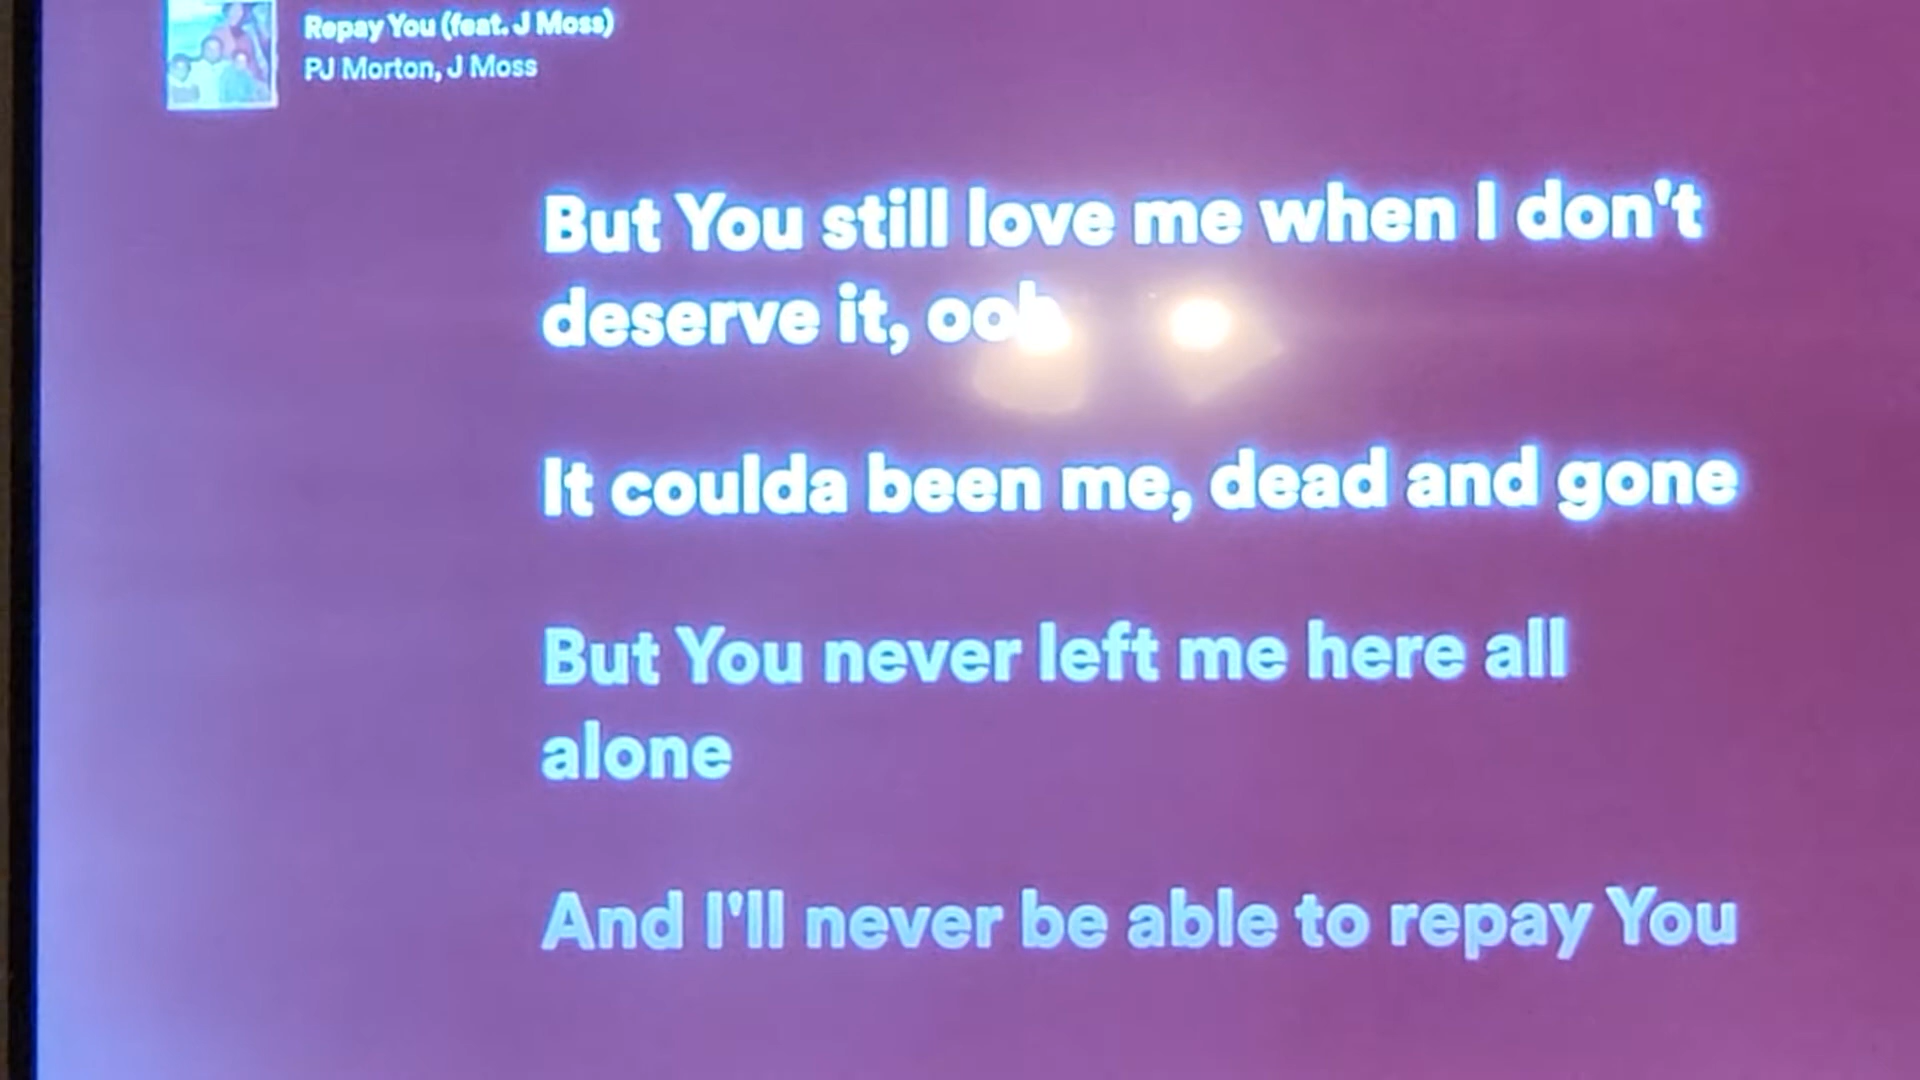 Repay You (feat. J Moss)
PJ Morton, J Moss
But You still love me when I don't
deserve it, ooh
It coulda been me, dead and gone
But You never left me here all
alone
And I'll never be able to repay You